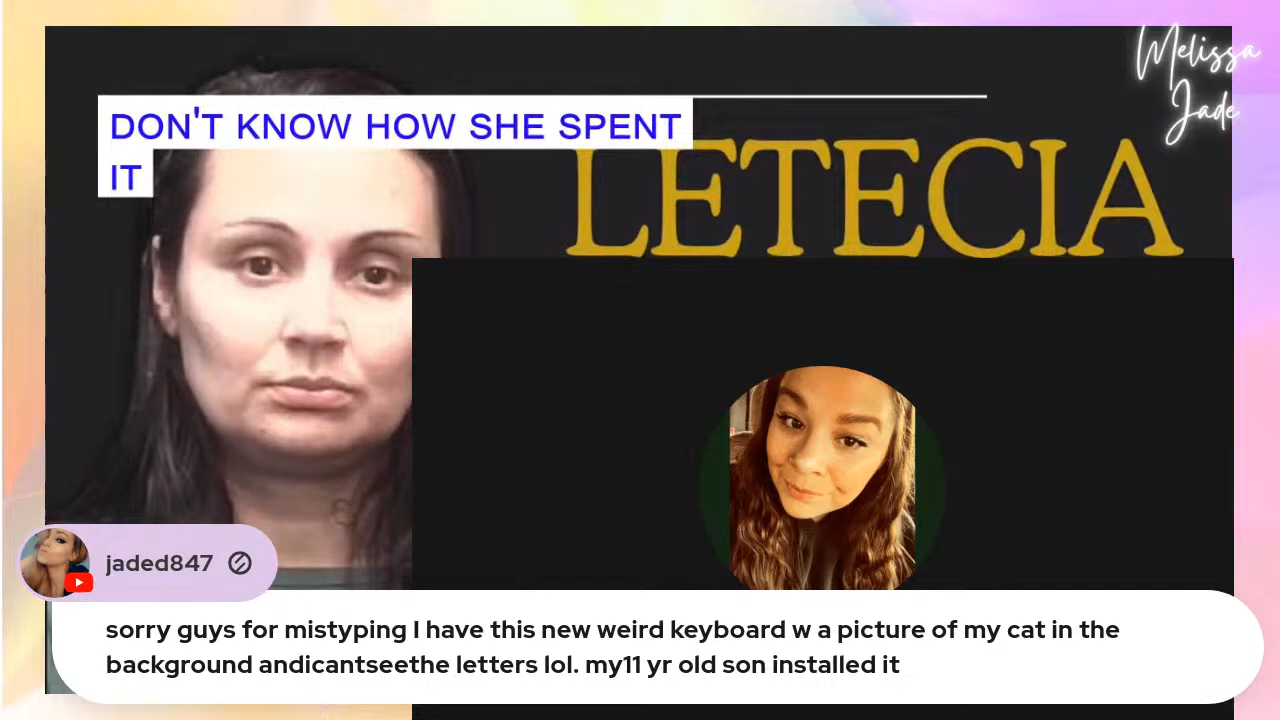 Melissa
Jade
DON'T KNOW HOW SHE SPENT
IT
LETECIA
jaded847
sorry guys for mistyping I have this new weird keyboard w a picture of my cat in the
background andicantseethe letters lol. my11 yr old son installed it